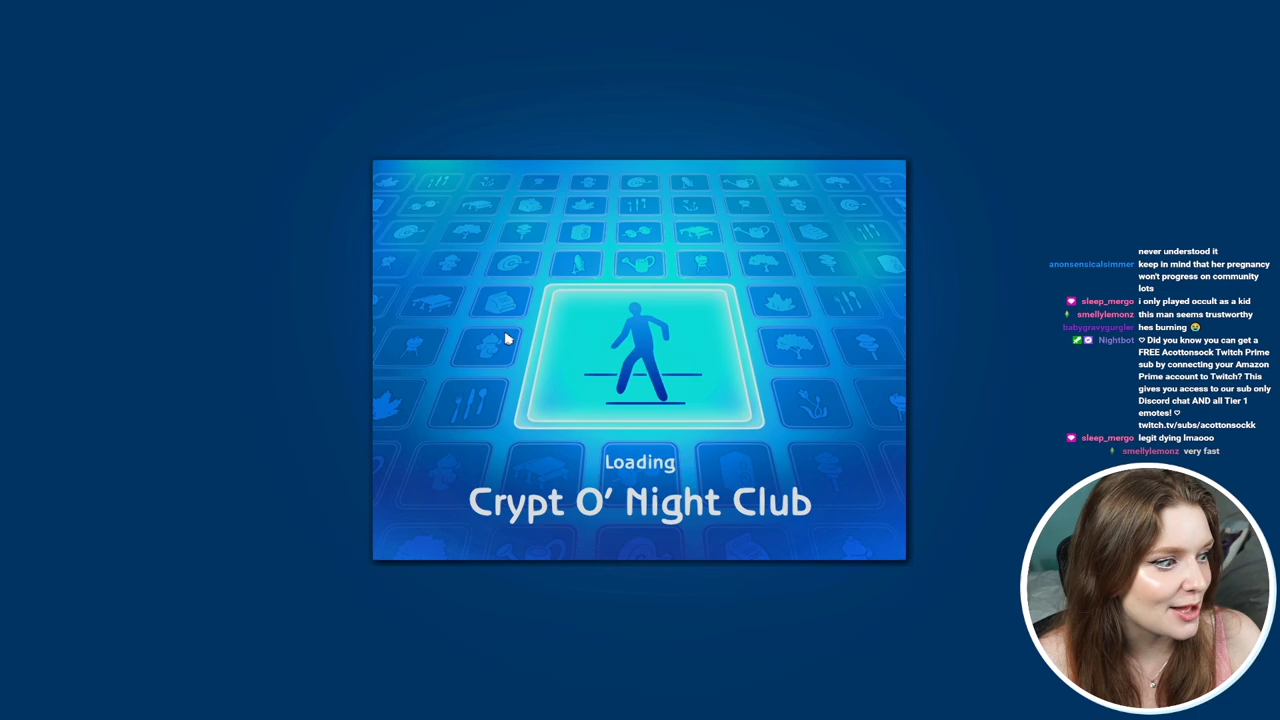 never understood it
anonsensicalsimmer keep in mind that her pregnancy
won't progress on community
lots
sleep_mergo i only played occult as a kid
smellylemonz this man seems trustworthy
babygravygurgler hes burning 😭
Nightbot ♡ Did you know you can get a
FREE Acottonsock Twitch Prime
sub by connecting your Amazon
Prime account to Twitch? This
gives you access to our sub only
Discord chat AND all Tier 1
emotes! ♡
twitch.tv/subs/acottonsockk
sleep_mergo legit dying lmaooo
smellylemonz very fast
Loading
Crypt O' Night Club